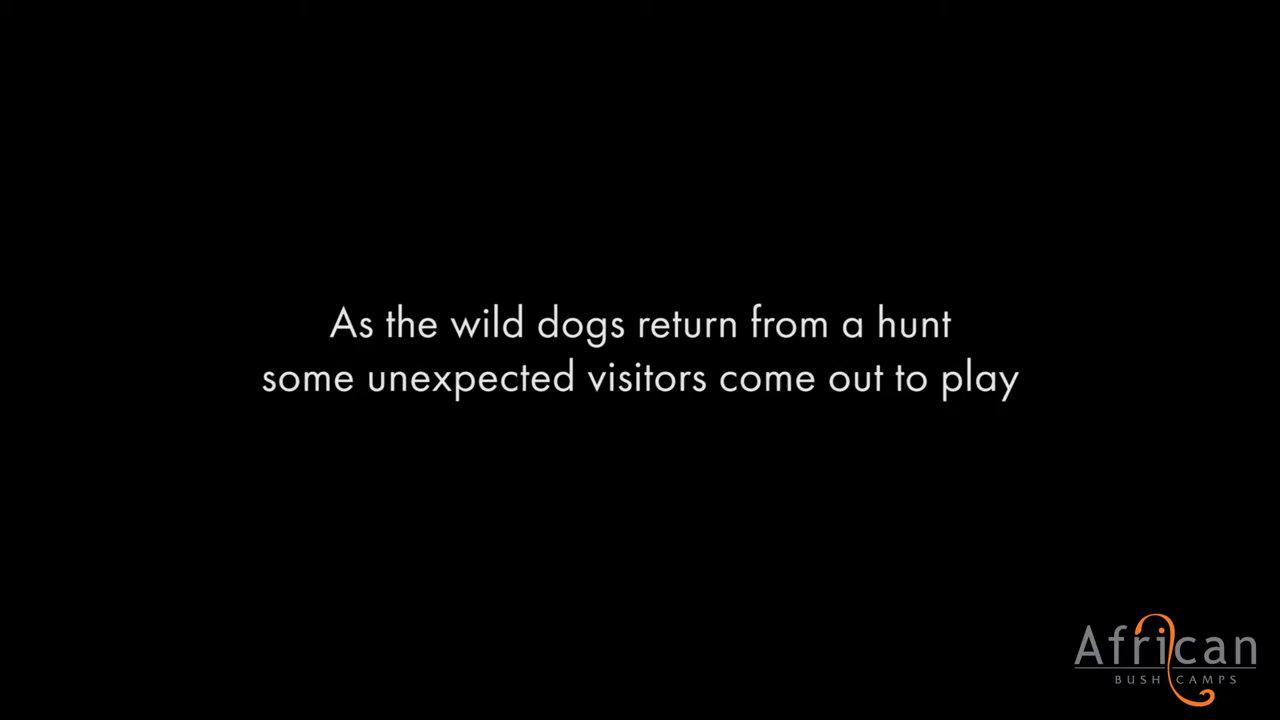 As the wild dogs return from a hunt
some unexpected visitors come out to play
African
BUSH CAMPS